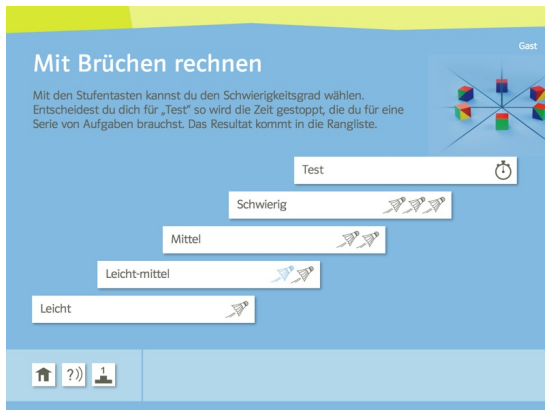 Gast
Mit Brüchen rechnen
Mit den Stufentasten kannst du den Schwierigkeitsgrad wählen.
Entscheidest du dich für „Test" so wird die Zeit gestoppt, die du für eine
Serie von Aufgaben brauchst. Das Resultat kommt in die Rangliste.
Test
Schwierig
Mittel
Leicht-mittel
Leicht
?))
1